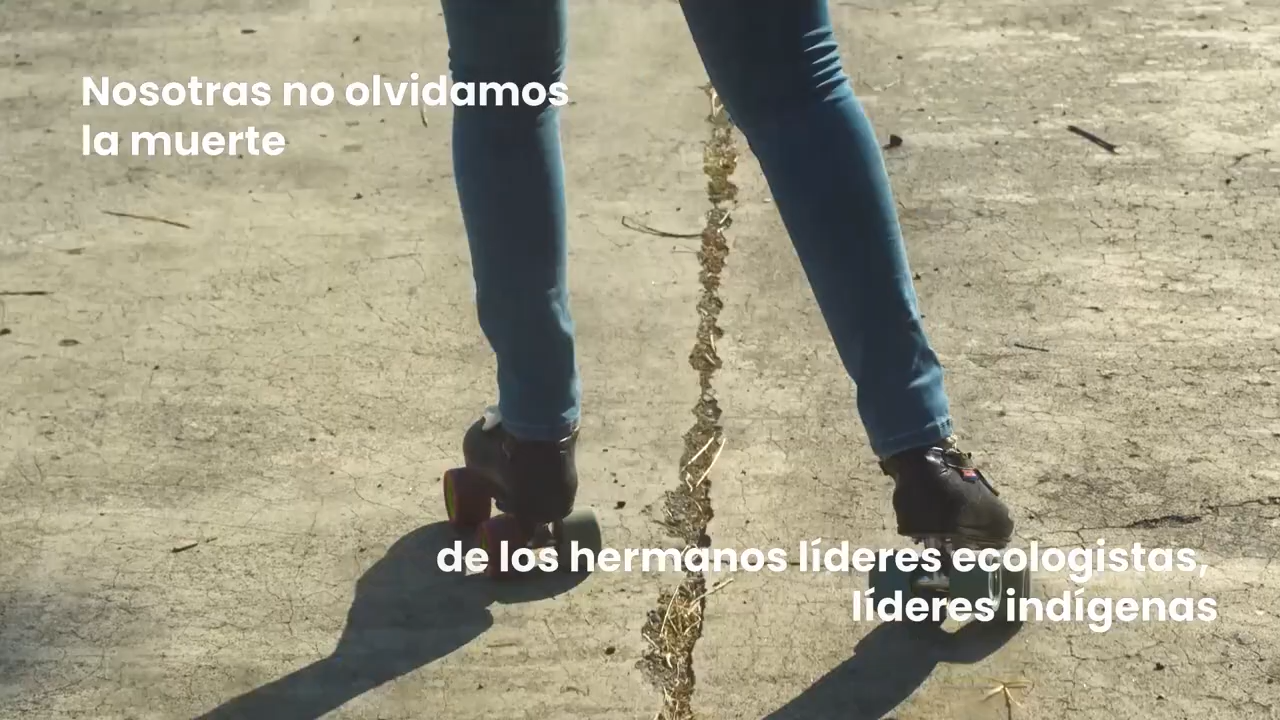 Nosotras no olvidamos
la muerte
de los hermanos líderes ecologistas,
líderes indígenas